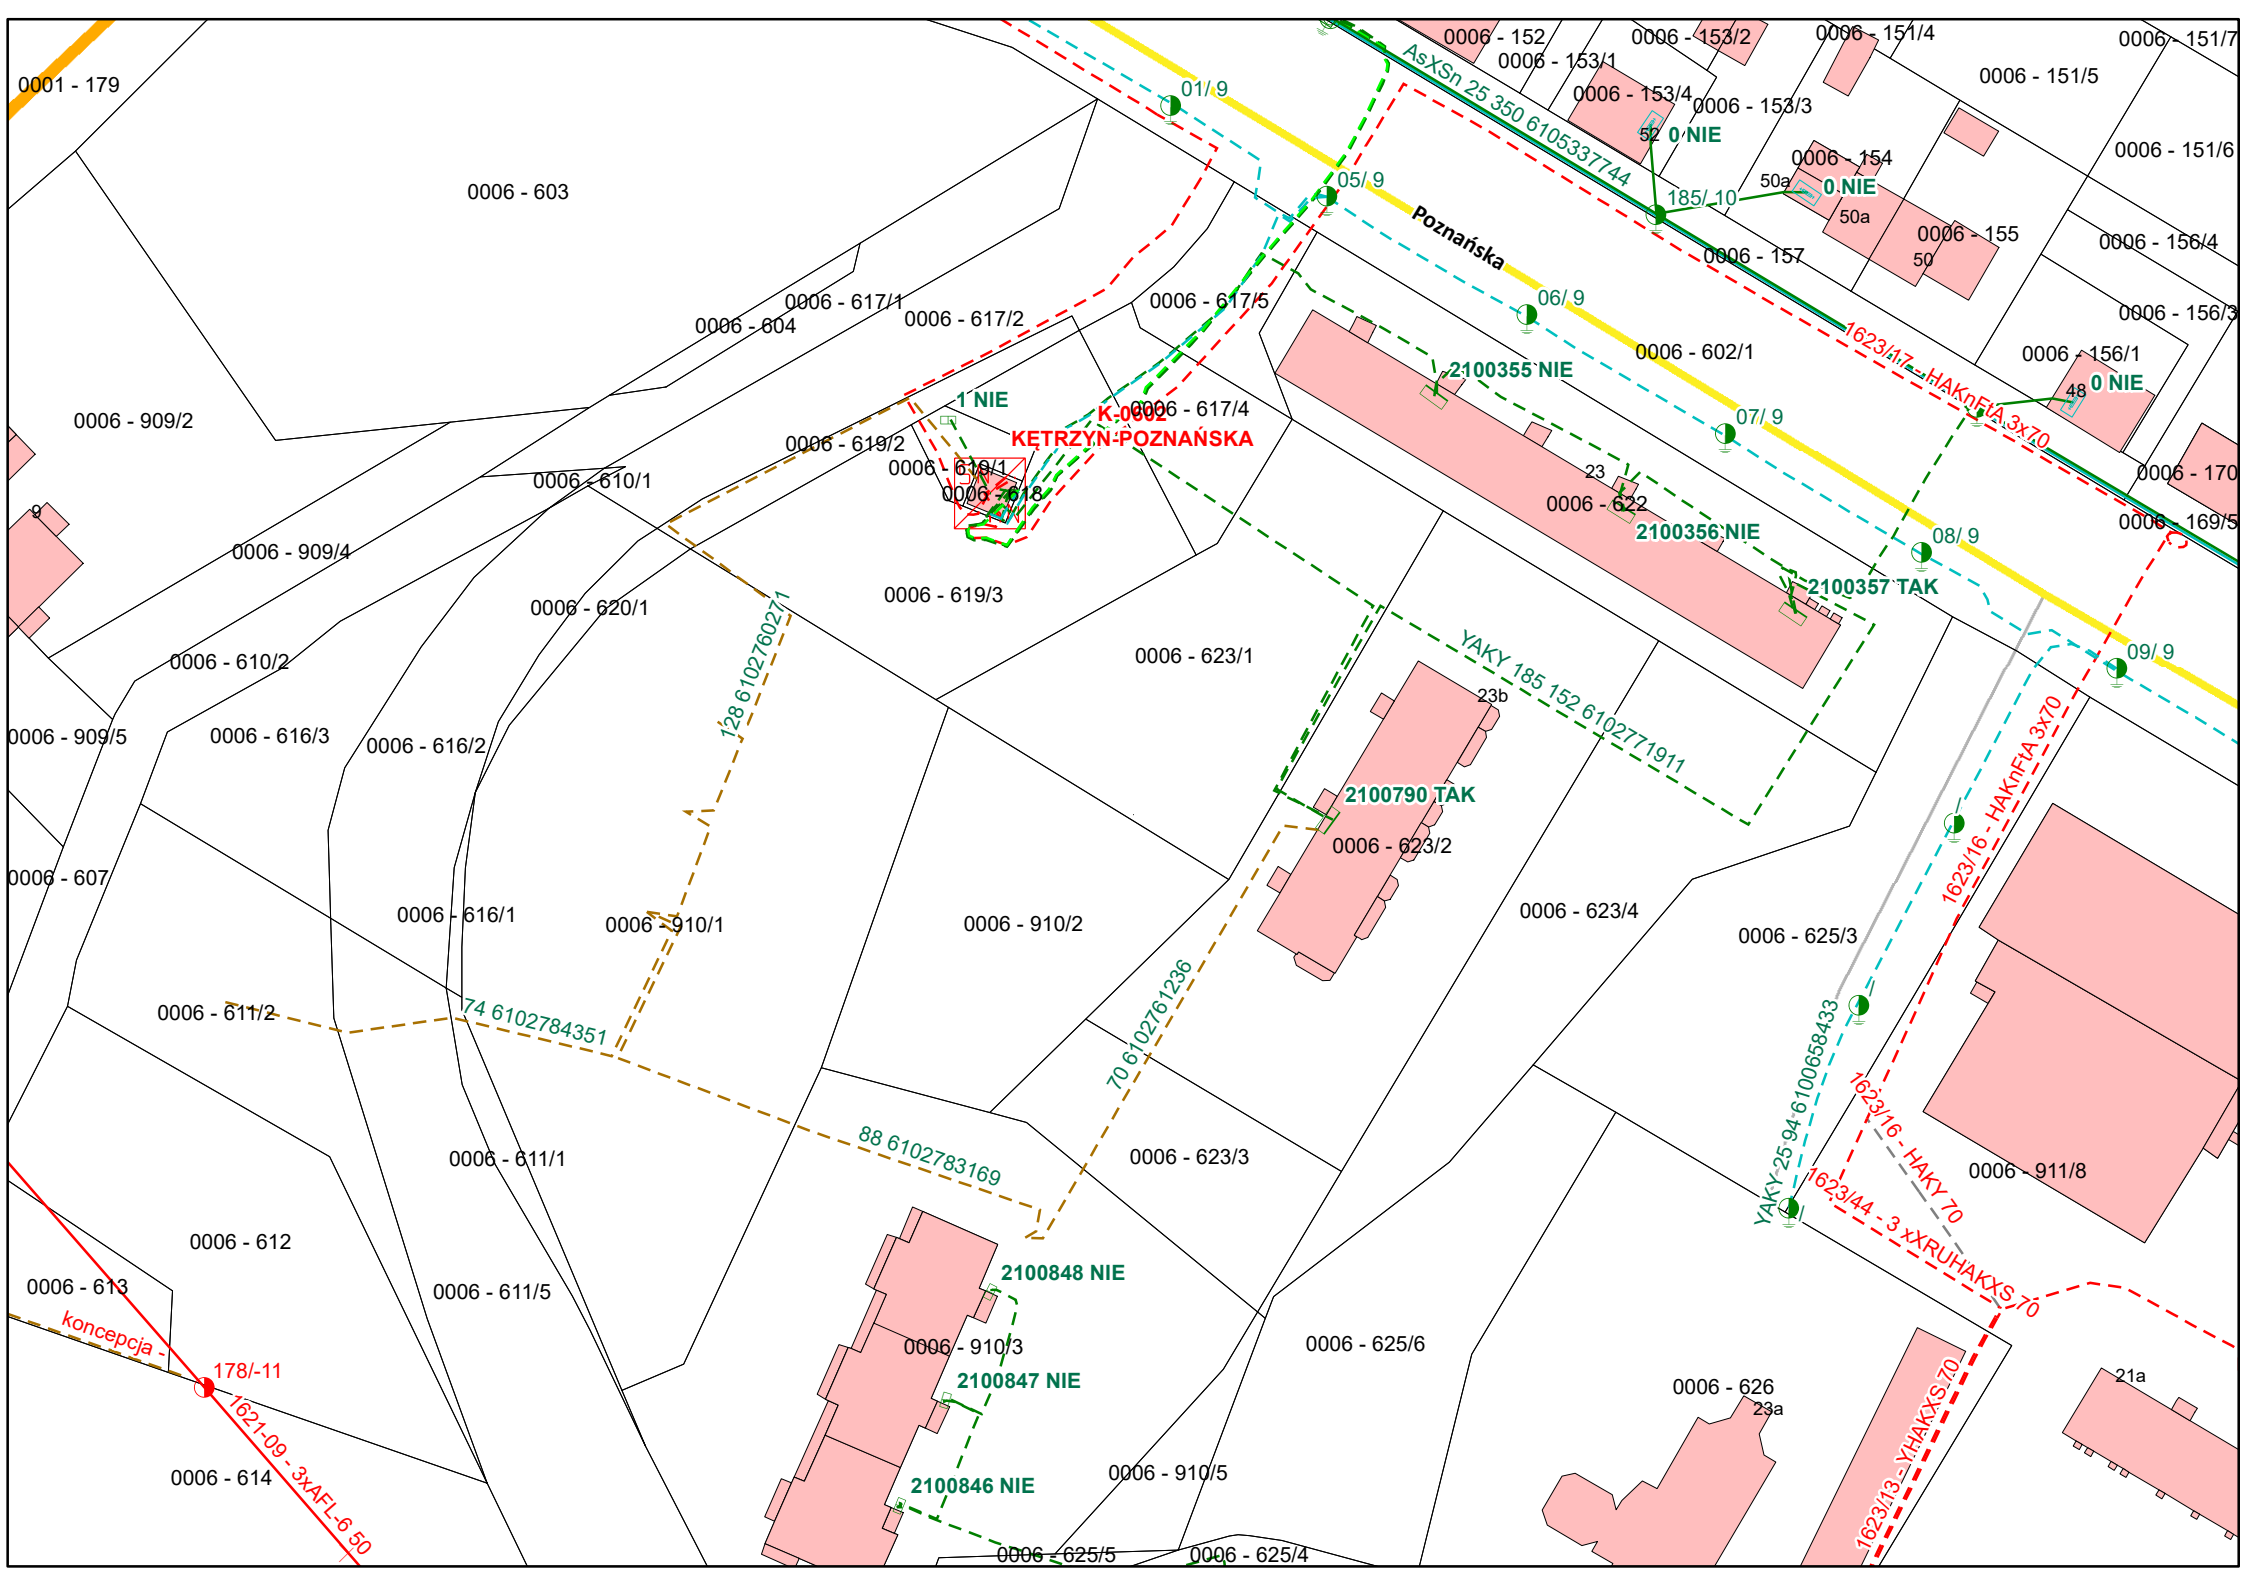 0001 - 179
0006 - 603
01/ 9
AsXSn 25 350 6105337744
0006 - 152
0006 - 153/2
0006 - 151/4
0006 - 151/7
0006 - 153/1
0006 - 151/5
0006 - 153/4
0006 - 153/3
52
0 NIE
0006 - 154
0006 - 151/6
05/ 9
50a
0 NIE
185/ 10
50a
Poznańska
0006 - 155
0006 - 156/4
0006 - 157
50
0006 - 617/1
0006 - 617/5
06/ 9
0006 - 604
0006 - 617/2
0006 - 156/3
1623/17 - HAKnFtA 3x70
0006 - 602/1
0006 - 156/1
2100355 NIE
48
0 NIE
1 NIE
K-0602
KĘTRZYN-POZNAŃSKA
0006 - 617/4
07/ 9
0006 - 909/2
0006 - 619/2
0006 - 619/1
0006 - 618
0006 - 610/1
23
0006 - 622
0006 - 170
9
2100356 NIE
0006 - 169/5
08/ 9
0006 - 909/4
0006 - 620/1
0006 - 619/3
2100357 TAK
128 6102760271
0006 - 610/2
0006 - 623/1
YAKY 185 152 6102771911
09/ 9
23b
0006 - 909/5
0006 - 616/3
0006 - 616/2
1623/16 - HAKnFtA 3x70
2100790 TAK
0006 - 623/2
0006 - 607
0006 - 616/1
0006 - 910/1
0006 - 910/2
0006 - 623/4
0006 - 625/3
0006 - 611/2
74 6102784351
70 6102761236
YAKY 25 94 6100658433
88 6102783169
0006 - 611/1
0006 - 623/3
1623/16 - HAKY 70
0006 - 911/8
1623/44 - 3 xXRUHAKXS 70
0006 - 612
0006 - 613
2100848 NIE
0006 - 611/5
koncepcja -
178/-11
0006 - 910/3
0006 - 625/6
2100847 NIE
0006 - 626
23a
21a
1621-09 - 3xAFL-6 50
1623/13 - YHAKXS 70
0006 - 614
0006 - 910/5
2100846 NIE
0006 - 625/5
0006 - 625/4